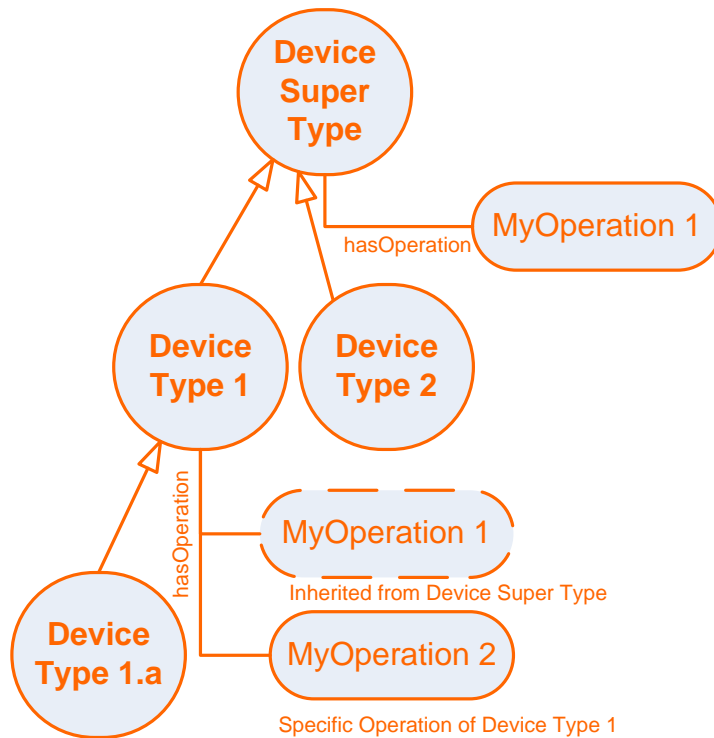 Device
Super
Type
MyOperation 1
hasOperation
Device
Type 1
Device
Type 2
hasOperation
MyOperation 1
Inherited from Device Super Type
Device
Type 1.a
MyOperation 2
Specific Operation of Device Type 1